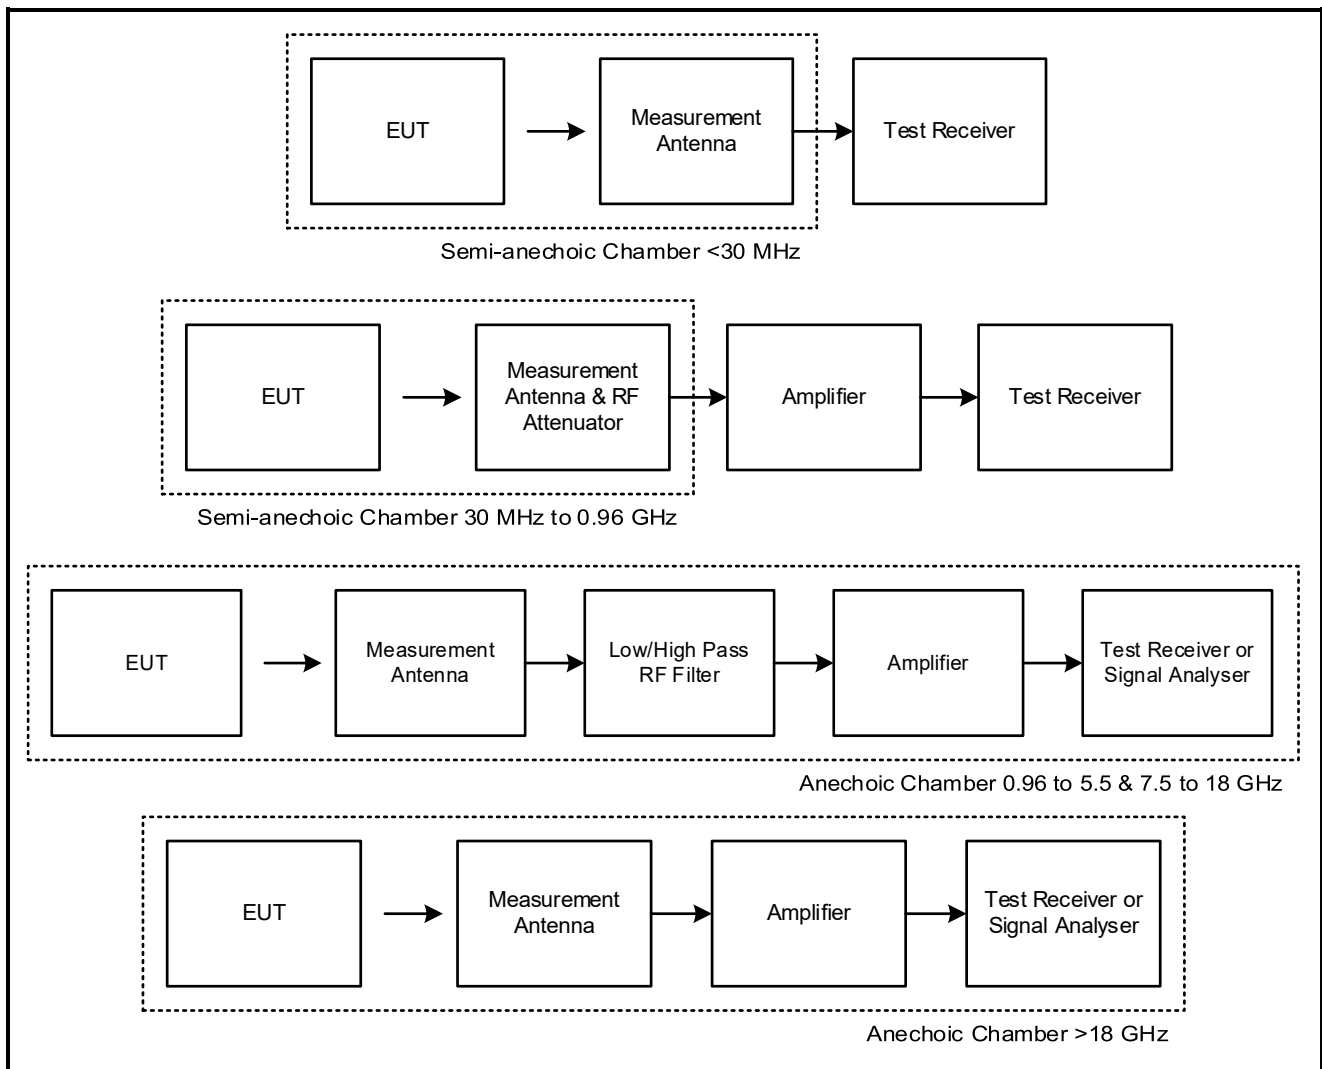 EUT
Measurement
Antenna
Test Receiver
Semi-anechoic Chamber <30 MHz
EUT
Measurement
Antenna & RF
Attenuator
Amplifier
Test Receiver
Semi-anechoic Chamber 30 MHz to 0.96 GHz
EUT
Measurement
Antenna
Low/High Pass
RF Filter
Amplifier
Test Receiver or
Signal Analyser
Anechoic Chamber 0.96 to 5.5 & 7.5 to 18 GHz
EUT
Measurement
Antenna
Amplifier
Test Receiver or
Signal Analyser
Anechoic Chamber >18 GHz